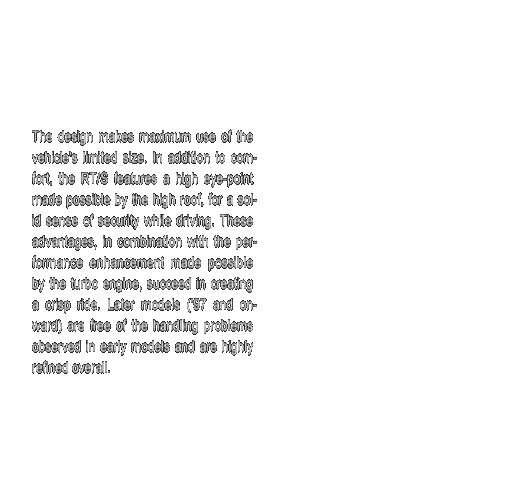 The design makes maximum use of the
vehicle's limited size. In addition to com-
fort, the RT/S features a high eye-point
made possible by the high roof, for a sol-
id sense of security while driving. These
advantages, in combination with the per-
formance enhancement made possible
by the turbo engine, succeed in creating
a crisp ride. Later models ('97 and on-
ward) are free of the handling problems
observed in early models and are highly
refined overall.